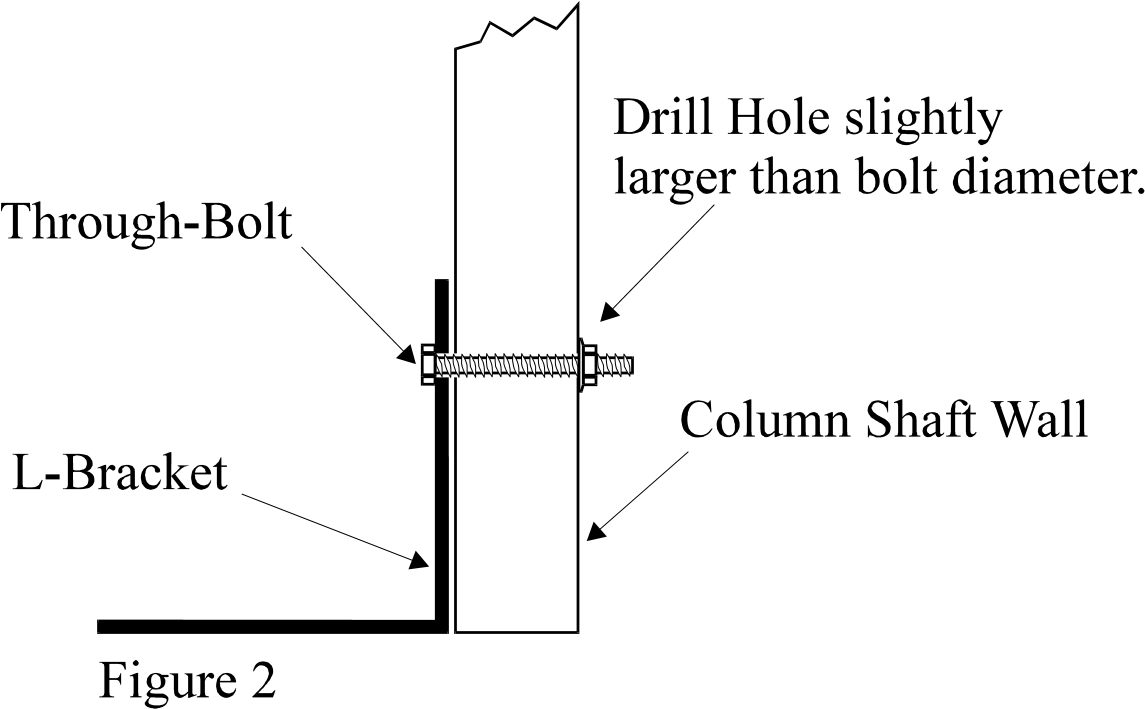 Drill Hole slightly
larger than bolt diameter.
Through-Bolt
Column Shaft Wall
L-Bracket
Figure 2